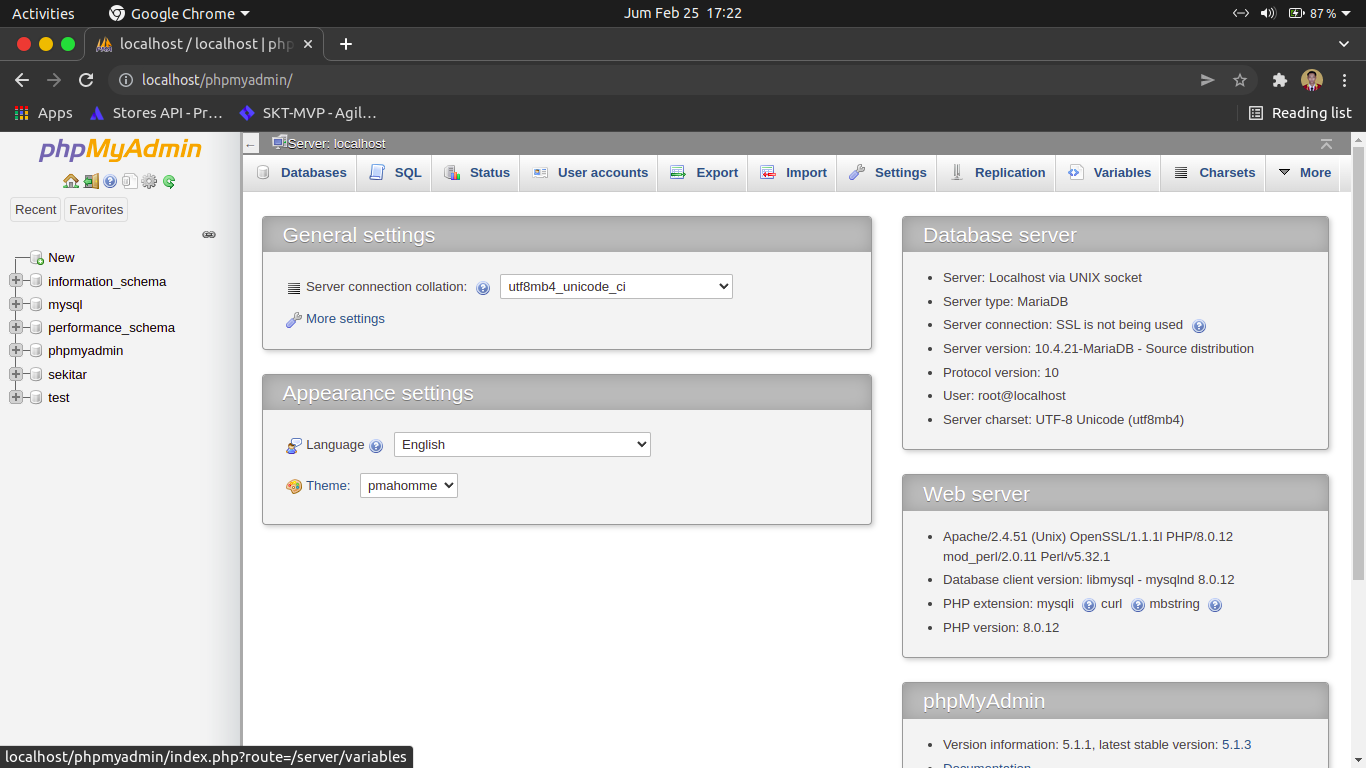 Activities Google Chrome Jum Feb 25 17:22 87 %
localhost / localhost | php
localhost/phpmyadmin/
Apps Stores API - Pr… SKT-MVP - Agil… Reading list
phpMyAdmin
Recent Favorites
New
information_schema
mysql
performance_schema
phpmyadmin
sekitar
test
Server: localhost
Databases SQL Status User accounts Export Import Settings Replication Variables Charsets More
General settings
Server connection collation: utf8mb4_unicode_ci
More settings
Appearance settings
Language English
Theme: pmahomme
Database server
Server: Localhost via UNIX socket
Server type: MariaDB
Server connection: SSL is not being used
Server version: 10.4.21-MariaDB - Source distribution
Protocol version: 10
User: root@localhost
Server charset: UTF-8 Unicode (utf8mb4)
Web server
Apache/2.4.51 (Unix) OpenSSL/1.1.1l PHP/8.0.12
mod_perl/2.0.11 Perl/v5.32.1
Database client version: libmysql - mysqlnd 8.0.12
PHP extension: mysqli curl mbstring
PHP version: 8.0.12
phpMyAdmin
Version information: 5.1.1, latest stable version: 5.1.3
Documentation
localhost/phpmyadmin/index.php?route=/server/variables